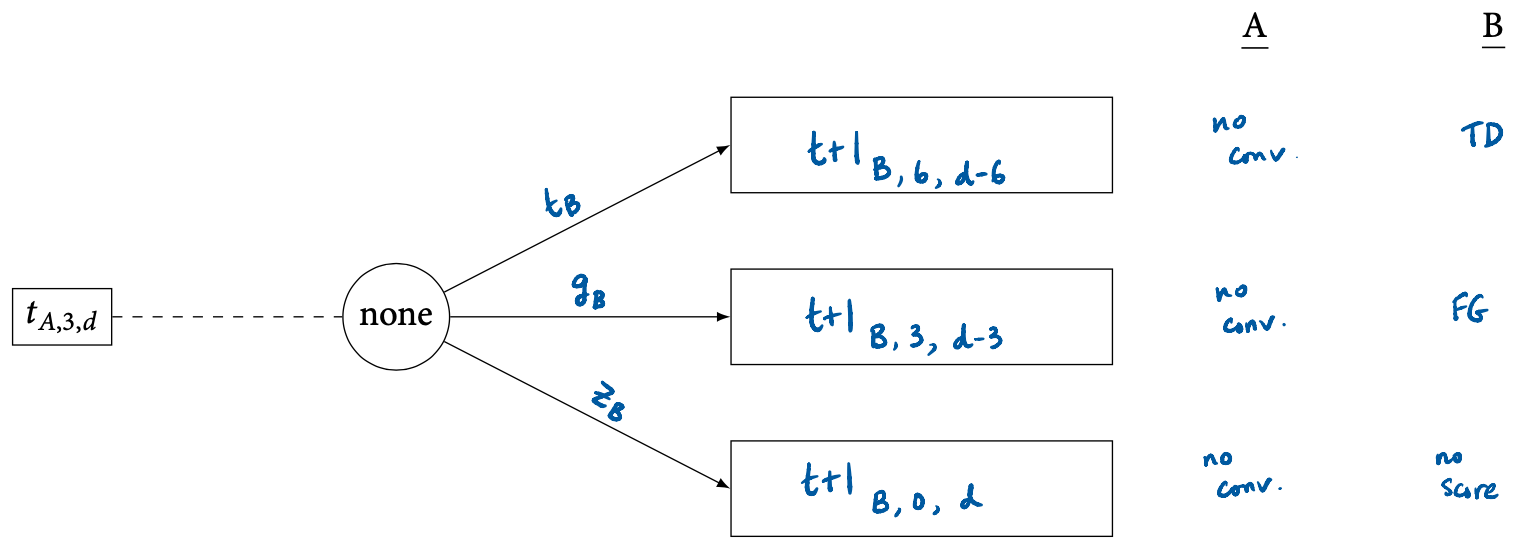 A B
t_B
t+1_{B, 6, d-6}
no
conv.
TD
t_{A,3,d}
none
g_B
t+1_{B, 3, d-3}
no
conv.
FG
z_B
t+1_{B, 0, d}
no
conv.
no
score